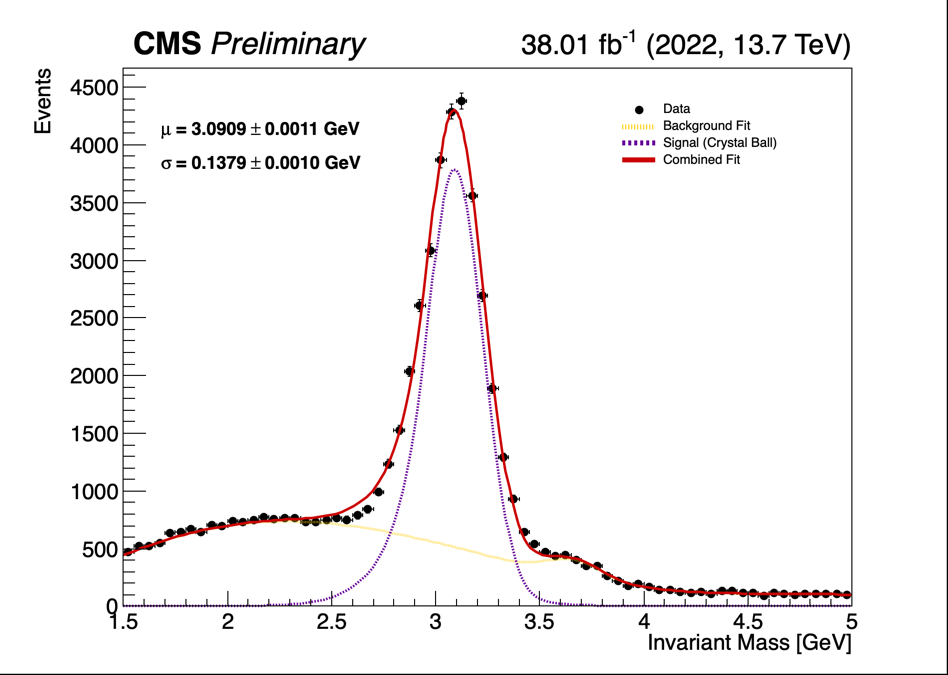 CMS Preliminary
38.01 fb⁻¹ (2022, 13.7 TeV)
Events
4500
4000
3500
3000
2500
2000
1500
1000
500
0
μ = 3.0909 ± 0.0011 GeV
σ = 0.1379 ± 0.0010 GeV
Data
Background Fit
Signal (Crystal Ball)
Combined Fit
1.5 2 2.5 3 3.5 4 4.5 5
Invariant Mass [GeV]